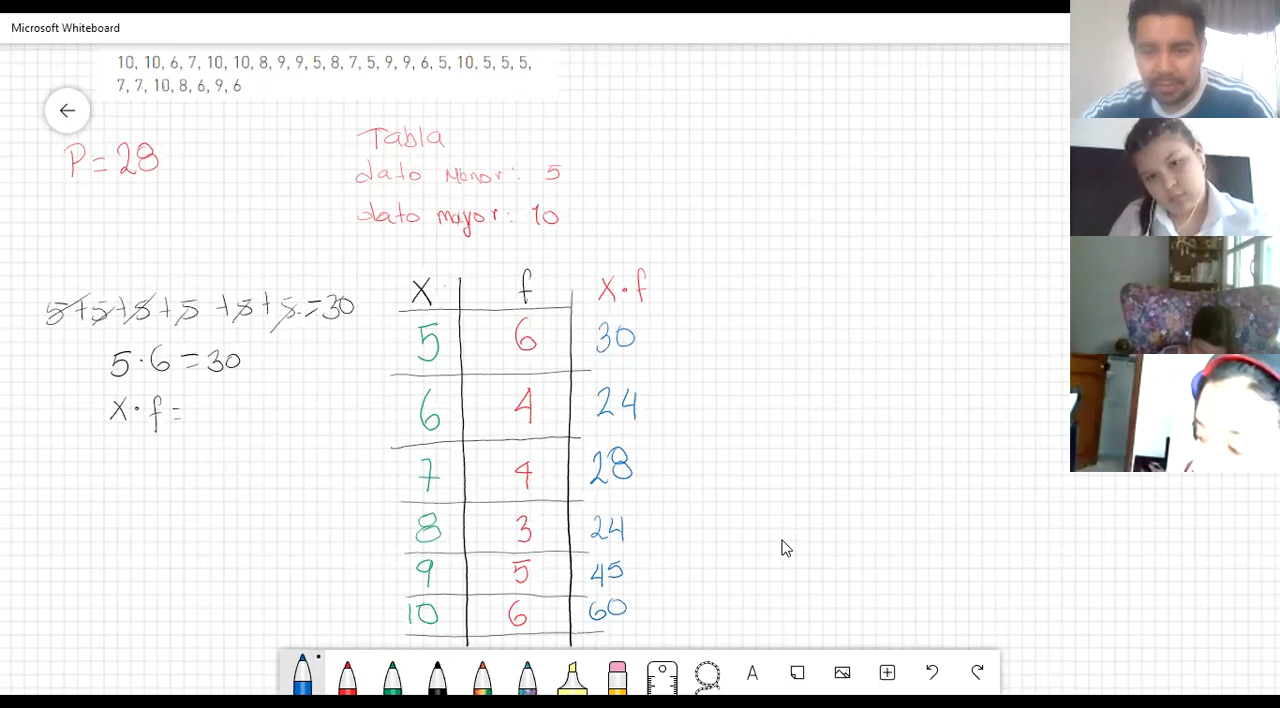 Microsoft Whiteboard
10, 10, 6, 7, 10, 10, 8, 9, 9, 5, 8, 7, 5, 9, 9, 6, 5, 10, 5, 5, 5,
7, 7, 10, 8, 6, 9, 6
P = 28
Tabla
dato Menor: 5
dato mayor: 10
X f X·f
5+5+5+5+5+5.=30
5 6 30
5·6=30
6 4 24
X·f=
7 4 28
8 3 24
9 5 45
10 6 60
A